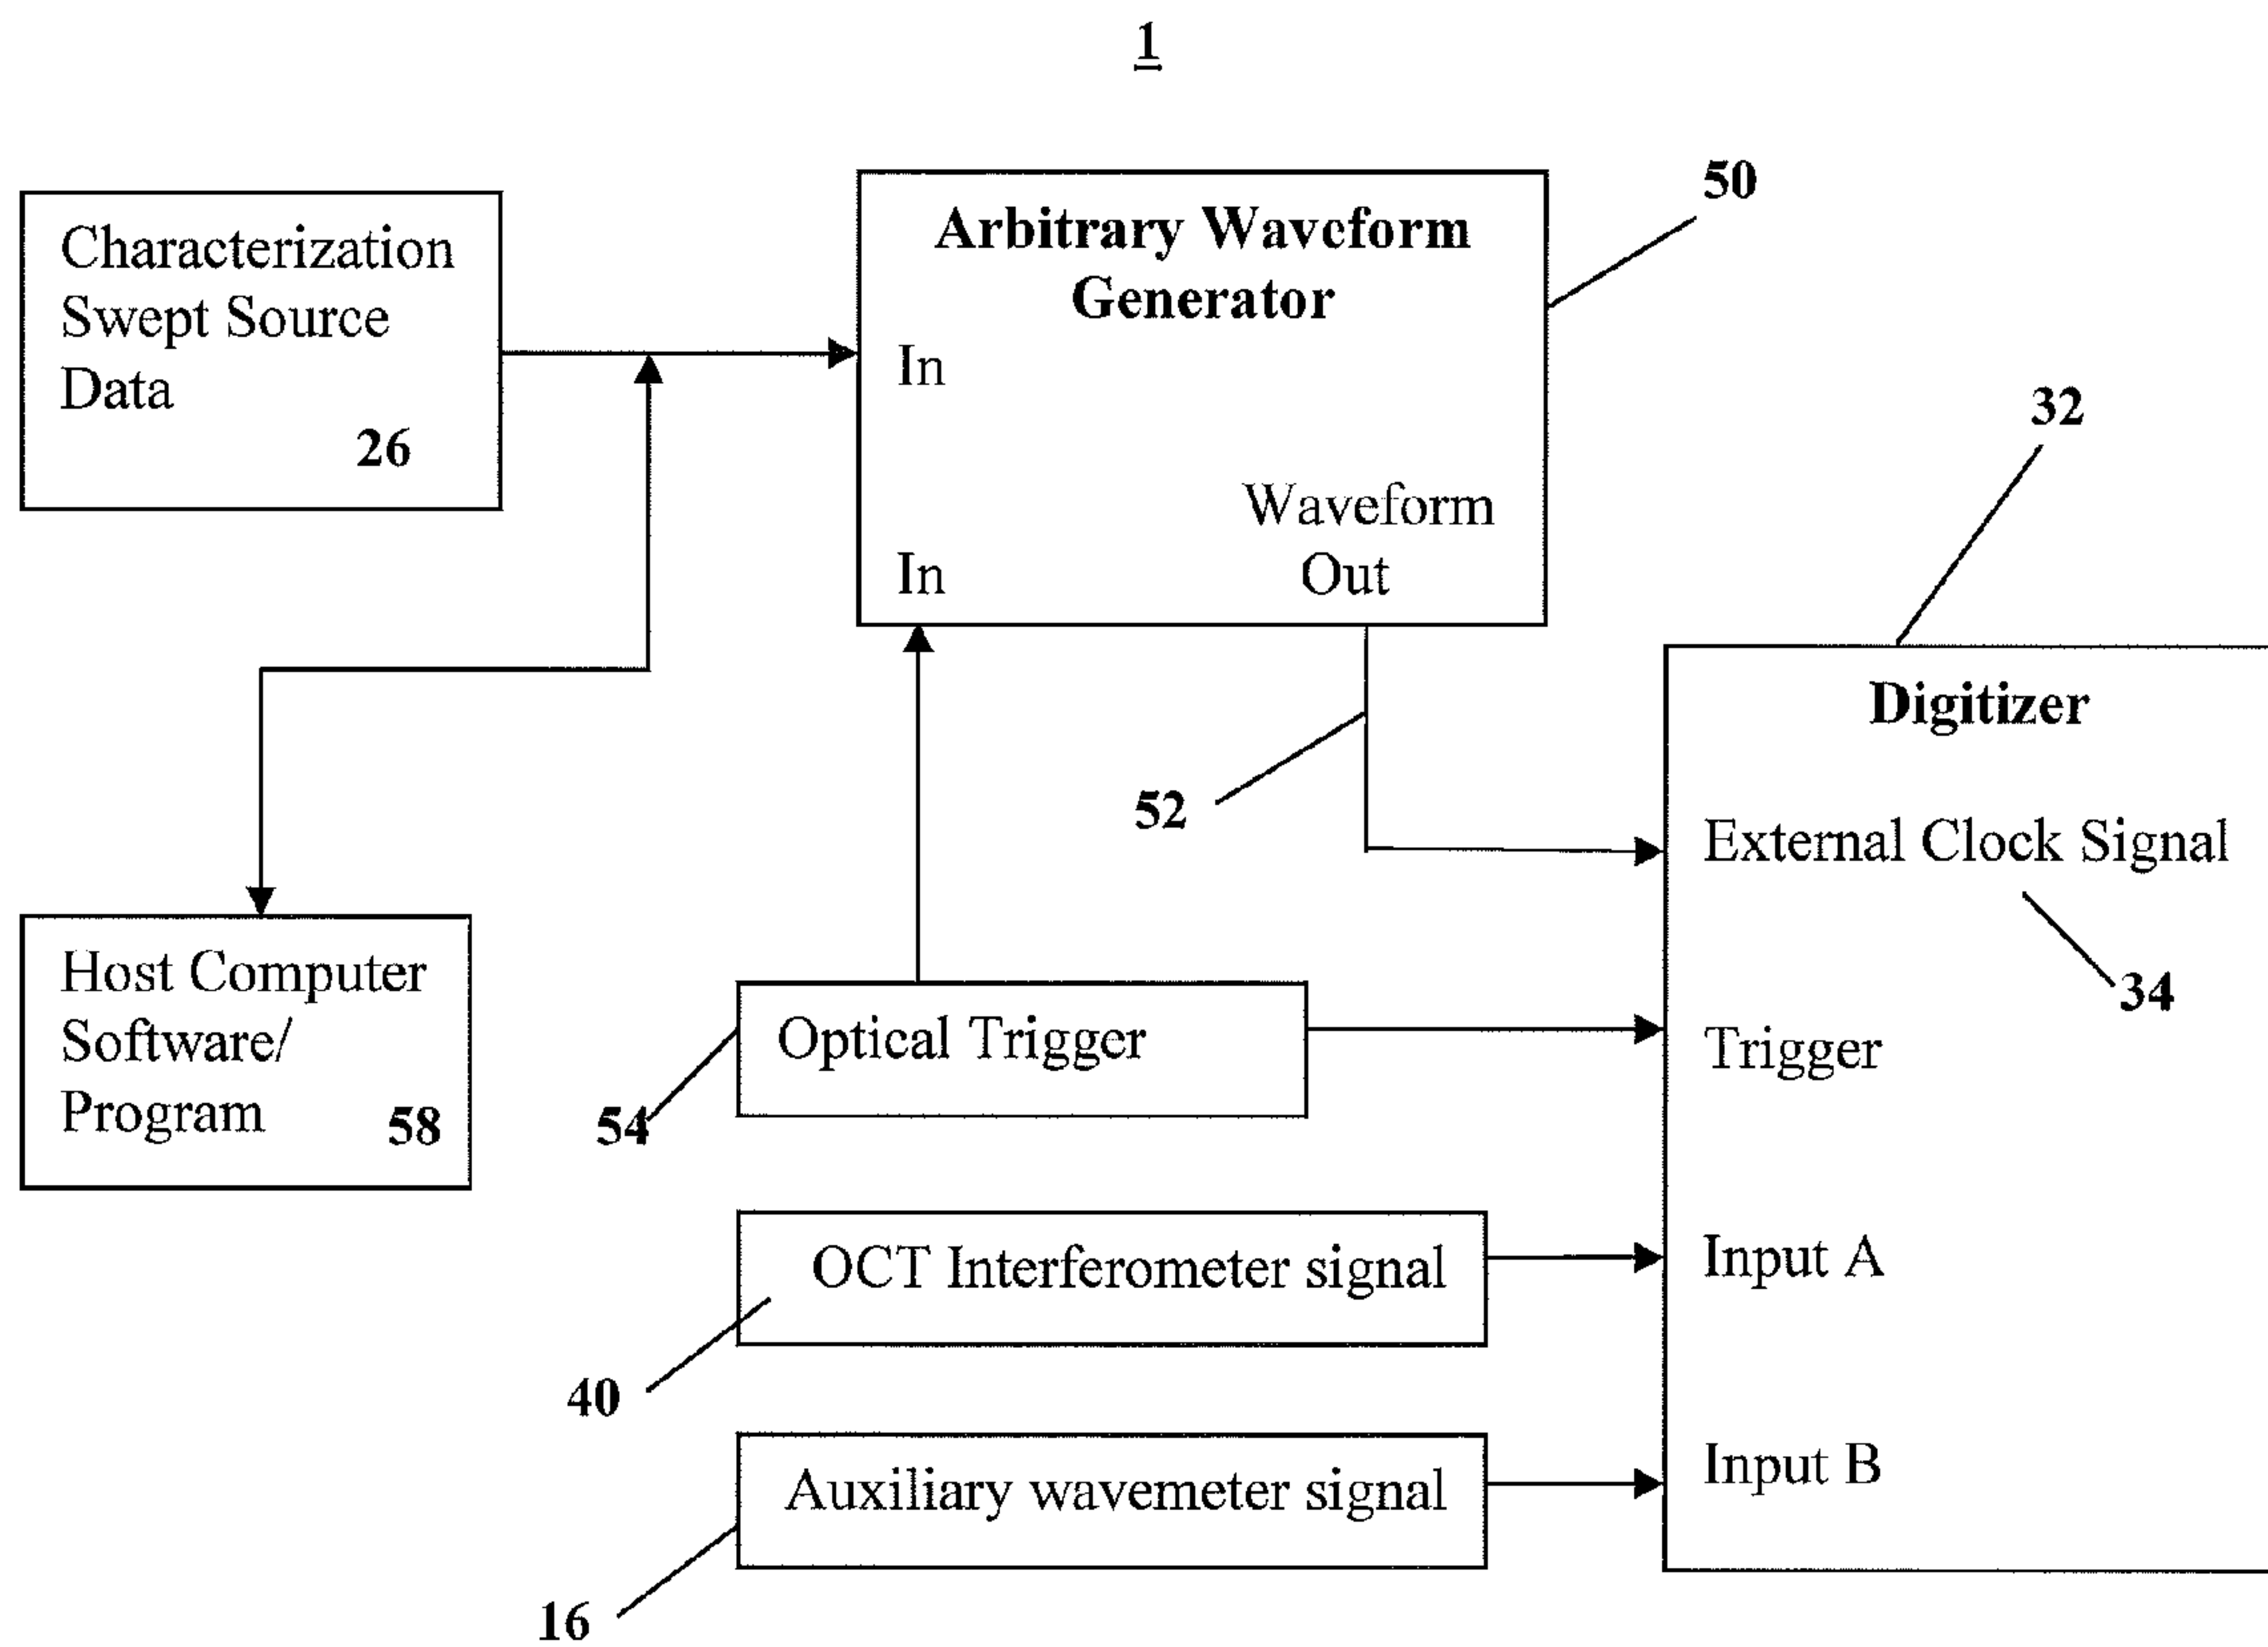 1
Characterization
Swept Source
Data
26
Arbitrary Waveform
Generator
In
In
Waveform
Out
50
32
52
Digitizer
External Clock Signal
34
Trigger
Input A
Input B
Host Computer
Software/
Program
58
Optical Trigger
54
OCT Interferometer signal
40
Auxiliary wavemeter signal
16